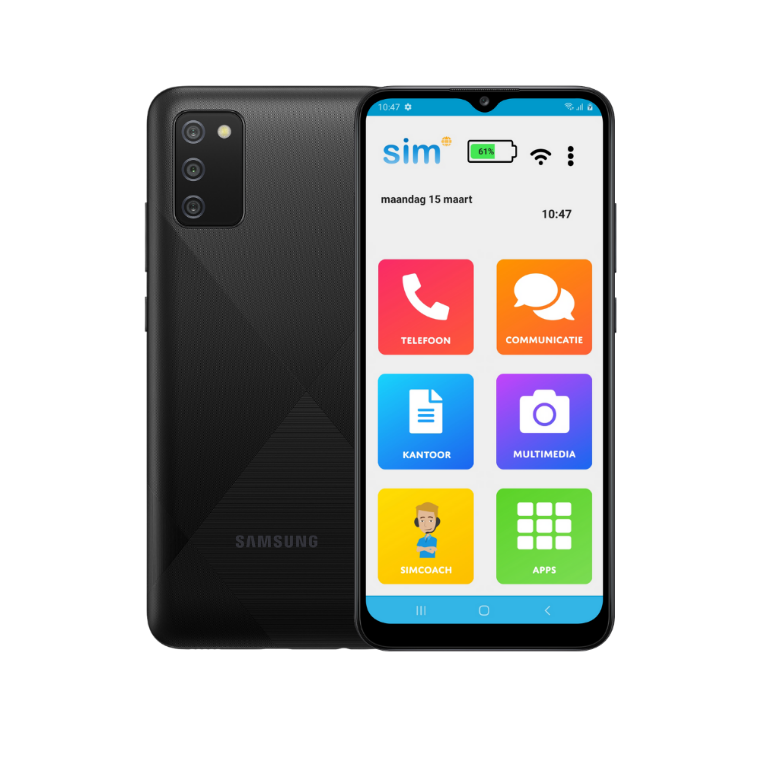 10:47
sim
61%
maandag 15 maart
10:47
TELEFOON
COMMUNICATIE
KANTOOR
MULTIMEDIA
SAMSUNG
SIMCOACH
APPS